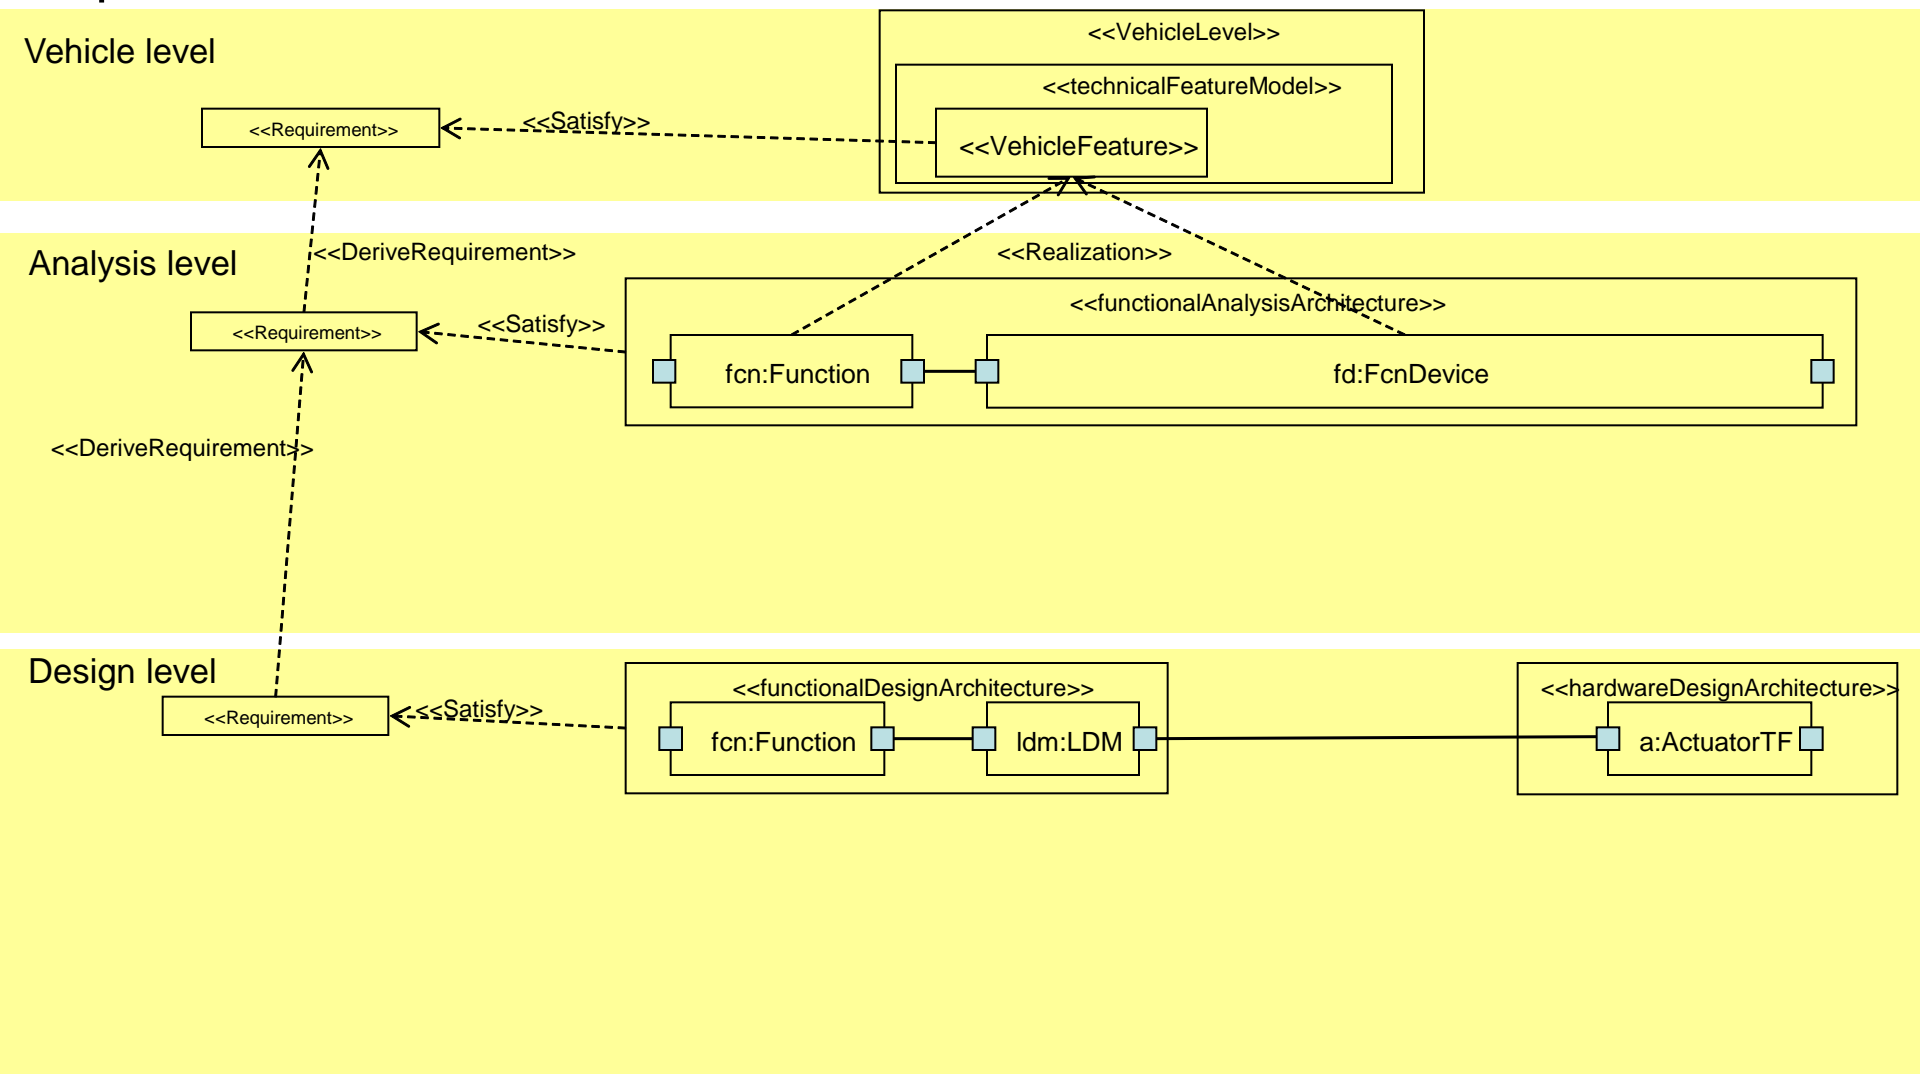 Vehicle level
<<VehicleLevel>>
<<technicalFeatureModel>>
<<Requirement>>
<<Satisfy>>
<<VehicleFeature>>
Analysis level
<<DeriveRequirement>>
<<Realization>>
<<functionalAnalysisArchitecture>>
<<Requirement>>
<<Satisfy>>
fcn:Function
fd:FcnDevice
<<DeriveRequirement>>
Design level
<<functionalDesignArchitecture>>
<<hardwareDesignArchitecture>>
<<Requirement>>
<<Satisfy>>
fcn:Function
ldm:LDM
a:ActuatorTF